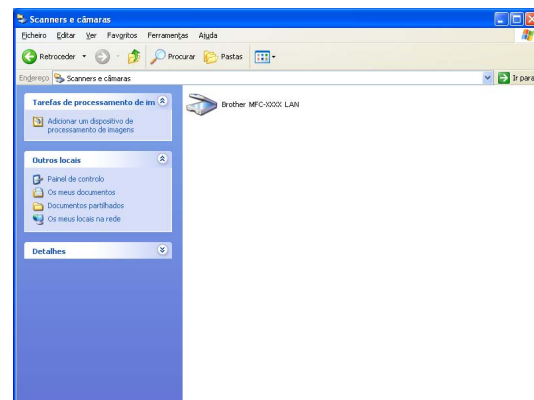 Scanners e câmaras
Ficheiro Editar Ver Favoritos Ferramentas Ajuda
Retroceder Procurar Pastas
Endereço Scanners e câmaras Ir para
Tarefas de processamento de im
Adicionar um dispositivo de
processamento de imagens
Outros locais
Painel de controlo
Os meus documentos
Documentos partilhados
Os meus locais na rede
Detalhes
Brother MFC-XXXX LAN